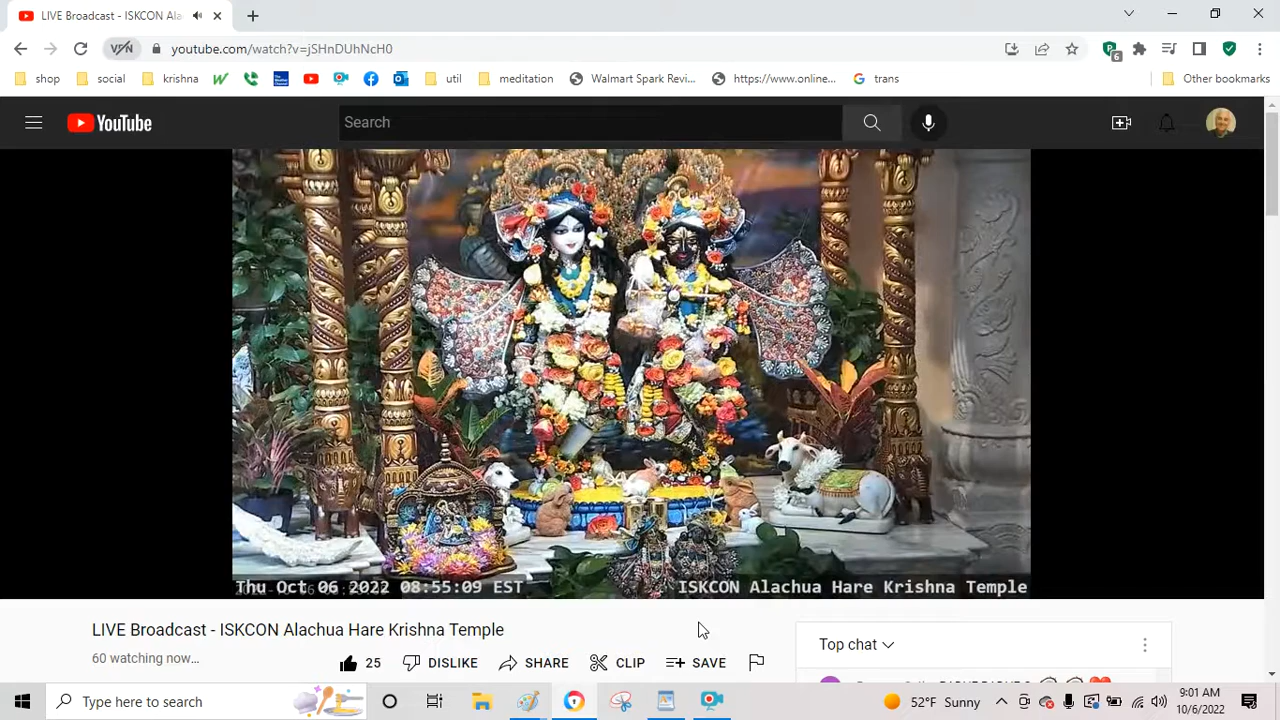 LIVE Broadcast - ISKCON Ala
youtube.com/watch?v=jSHnDUhNcH0
shop social krishna util meditation Walmart Spark Revi... https://www.online... trans Other bookmarks
6
VPN
YouTube
Search
Thu Oct 06 2022 08:55:09 EST
ISKCON Alachua Hare Krishna Temple
LIVE Broadcast - ISKCON Alachua Hare Krishna Temple
60 watching now...
25 DISLIKE SHARE CLIP SAVE
Top chat
Type here to search
52°F Sunny
9:01 AM
10/6/2022